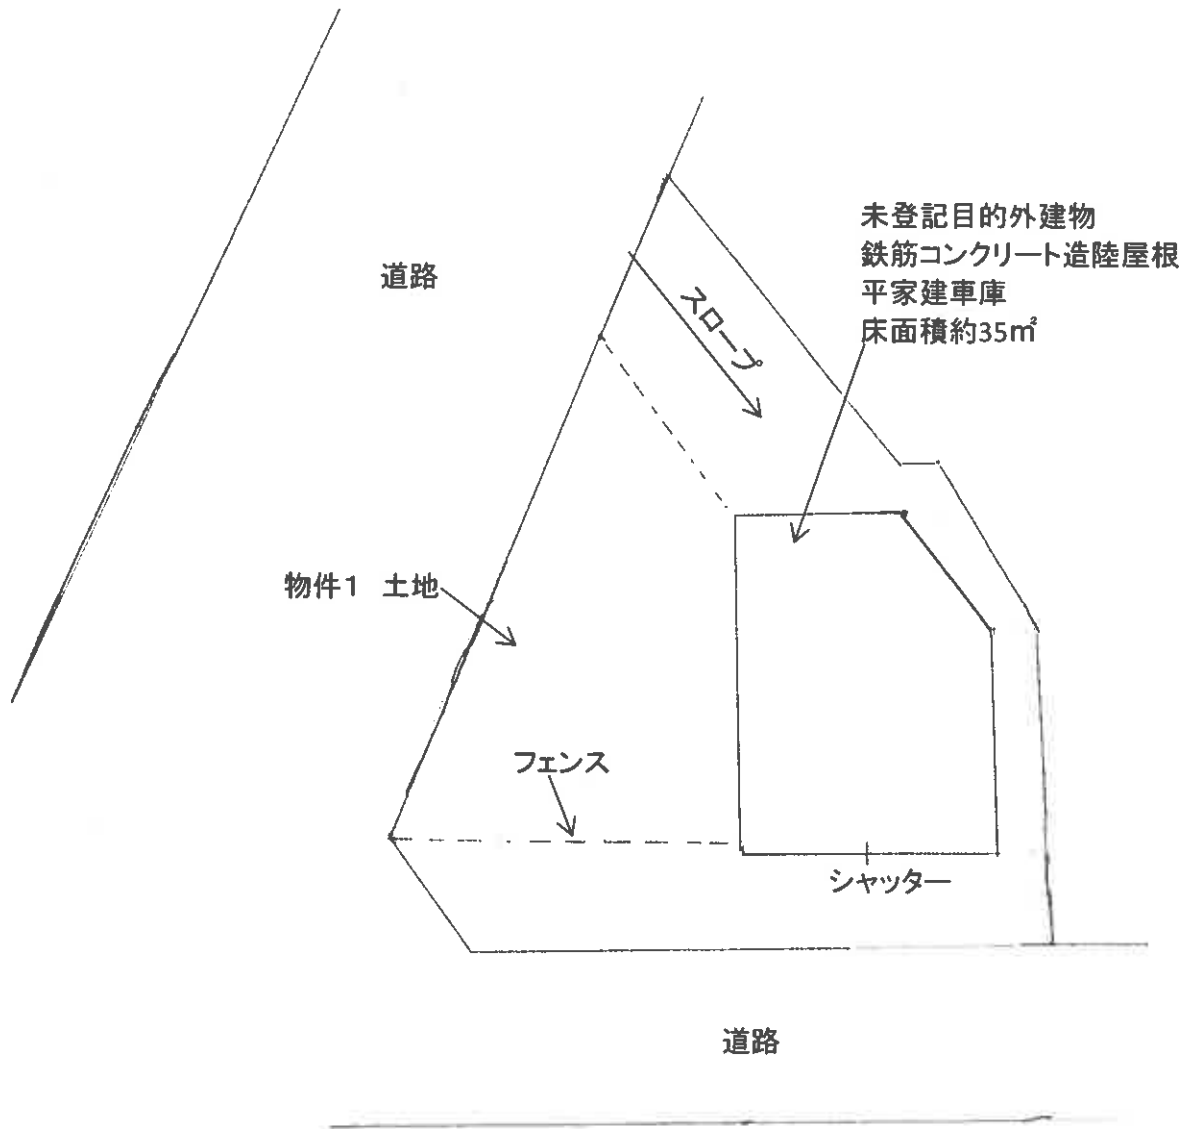 未登記目的外建物
鉄筋コンクリート造陸屋根
平家建車庫
床面積約35㎡
道路
スロープ
物件1 土地
フェンス
シャッター
道路